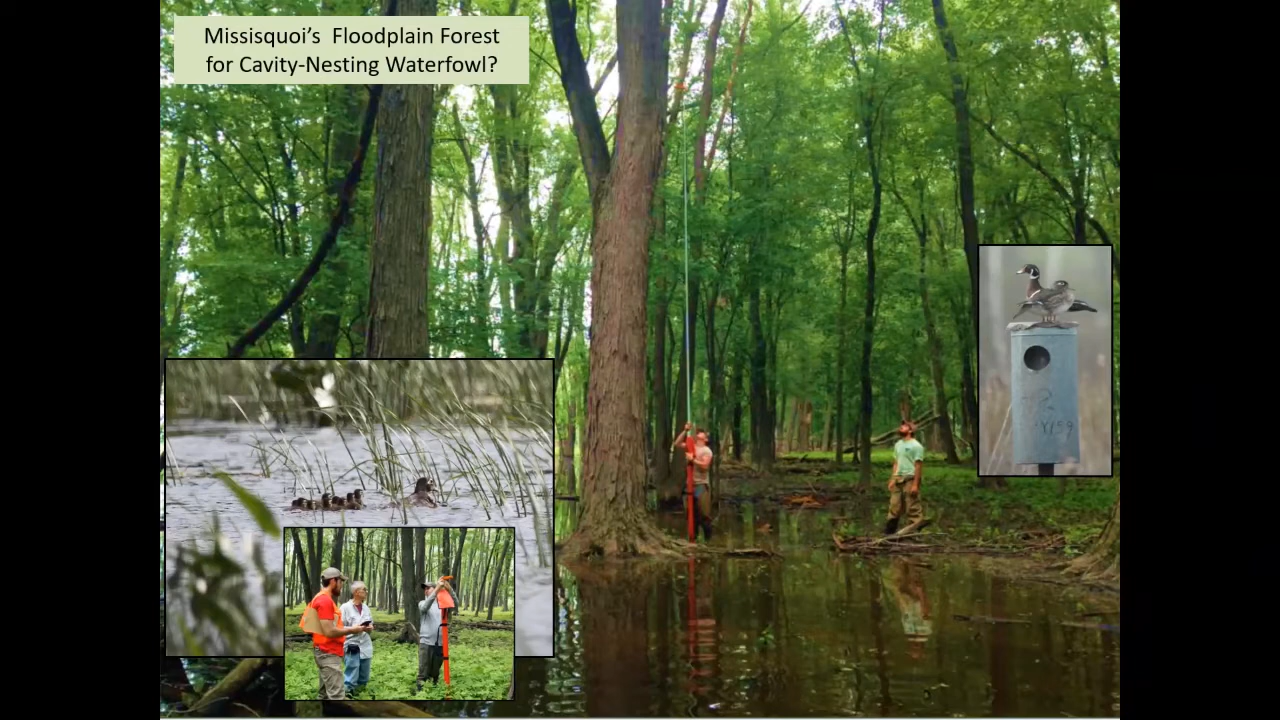 Missisquoi’s Floodplain Forest
for Cavity-Nesting Waterfowl?